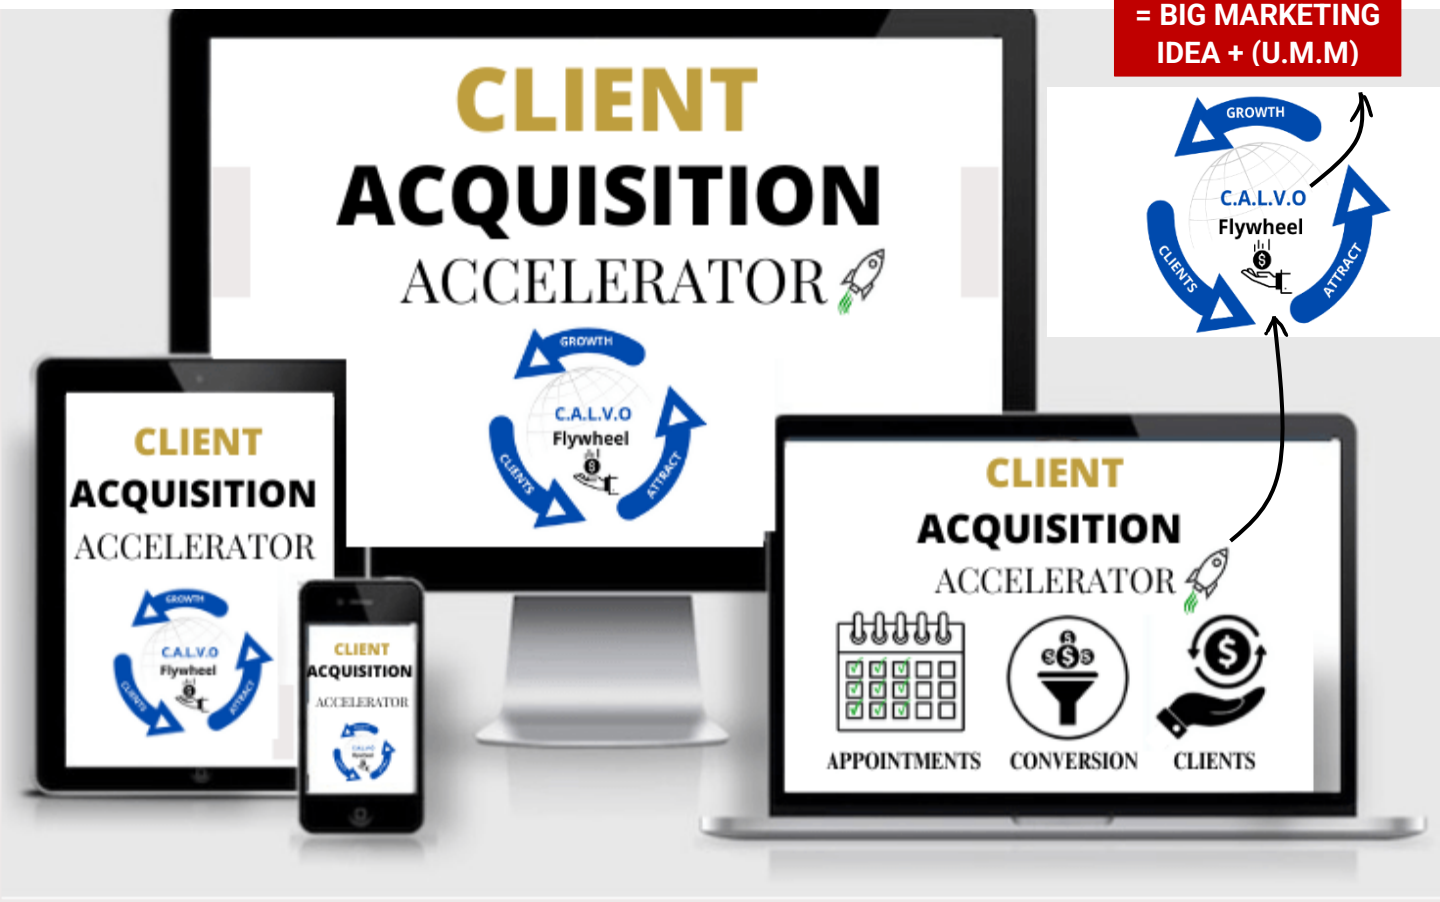 = BIG MARKETING
IDEA + (U.M.M)
CLIENT
ACQUISITION
ACCELERATOR
GROWTH
C.A.L.V.O
Flywheel
CLIENTS
ATTRACT
GROWTH
C.A.L.V.O
Flywheel
CLIENTS
ATTRACT
CLIENT
ACQUISITION
ACCELERATOR
GROWTH
C.A.L.V.O
Flywheel
CLIENTS
ATTRACT
CLIENT
ACQUISITION
ACCELERATOR
C.A.L.V.O
Flywheel
CLIENT
ACQUISITION
ACCELERATOR
APPOINTMENTS
CONVERSION
CLIENTS